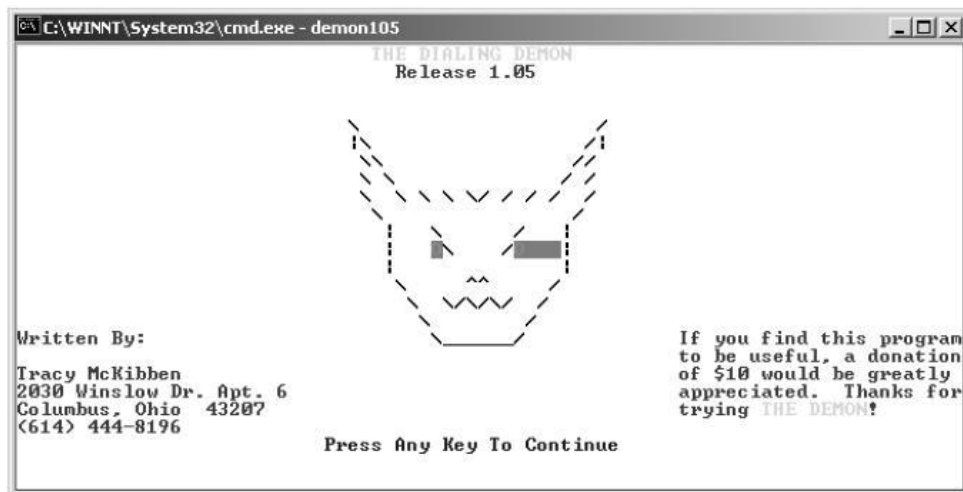 C:\WINNT\System32\cmd.exe - demon105
THE DIALING DEMON
Release 1.05
Written By:
Tracy McKibben
2030 Winslow Dr. Apt. 6
Columbus, Ohio 43207
(614) 444-8196
If you find this program
to be useful, a donation
of $10 would be greatly
appreciated. Thanks for
trying THE DEMON!
Press Any Key To Continue